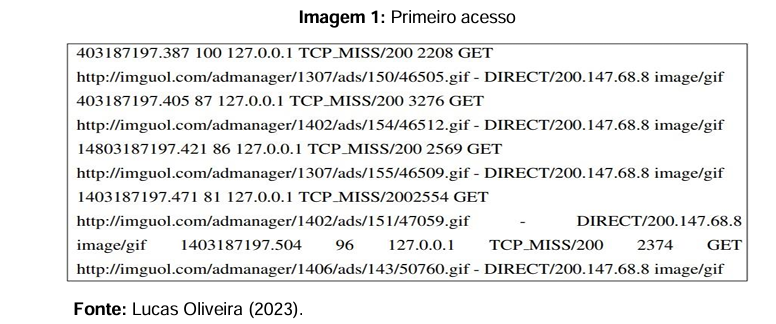 Imagem 1: Primeiro acesso
403187197.387 100 127.0.0.1 TCP_MISS/200 2208 GET
http://imguol.com/admanager/1307/ads/150/46505.gif - DIRECT/200.147.68.8 image/gif
403187197.405 87 127.0.0.1 TCP_MISS/200 3276 GET
http://imguol.com/admanager/1402/ads/154/46512.gif - DIRECT/200.147.68.8 image/gif
14803187197.421 86 127.0.0.1 TCP_MISS/200 2569 GET
http://imguol.com/admanager/1307/ads/155/46509.gif - DIRECT/200.147.68.8 image/gif
1403187197.471 81 127.0.0.1 TCP_MISS/2002554 GET
http://imguol.com/admanager/1402/ads/151/47059.gif - DIRECT/200.147.68.8
image/gif 1403187197.504 96 127.0.0.1 TCP_MISS/200 2374 GET
http://imguol.com/admanager/1406/ads/143/50760.gif - DIRECT/200.147.68.8 image/gif
Fonte: Lucas Oliveira (2023).